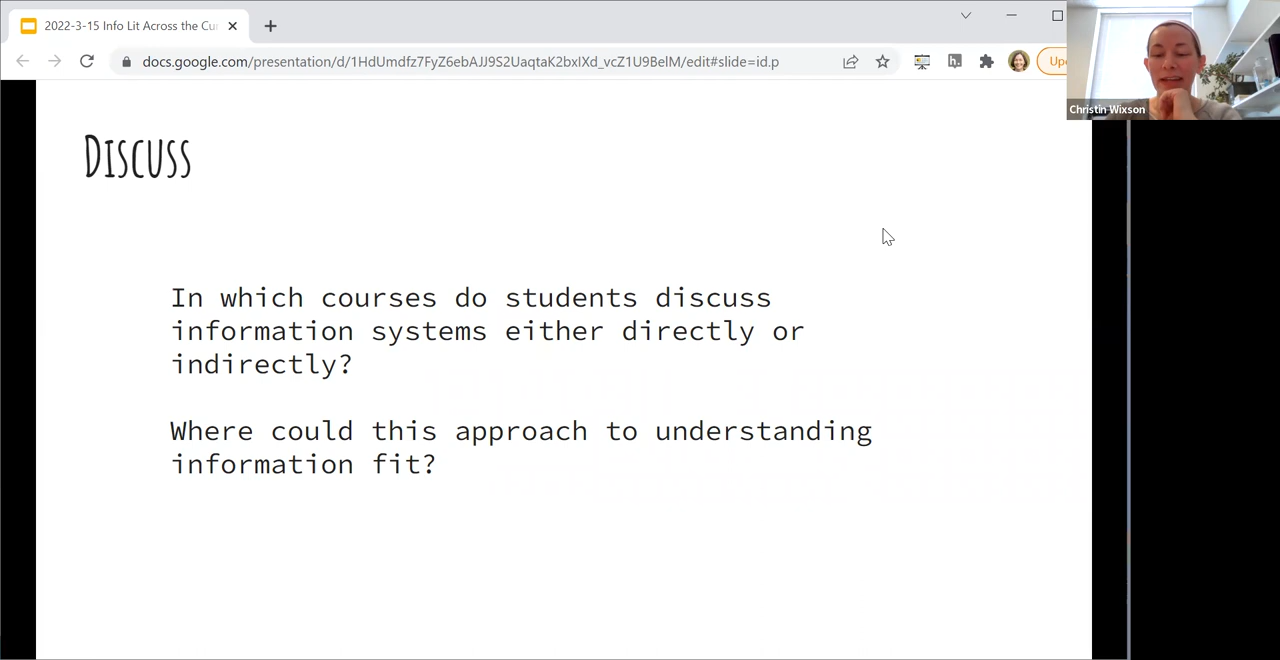 2022-3-15 Info Lit Across the Cu
docs.google.com/presentation/d/1HdUmdfz7FyZ6ebAJJ9S2UaqtaK2bxlXd_vcZ1U9BelM/edit#slide=id.p
Christin Wixson
Discuss
In which courses do students discuss
information systems either directly or
indirectly?
Where could this approach to understanding
information fit?